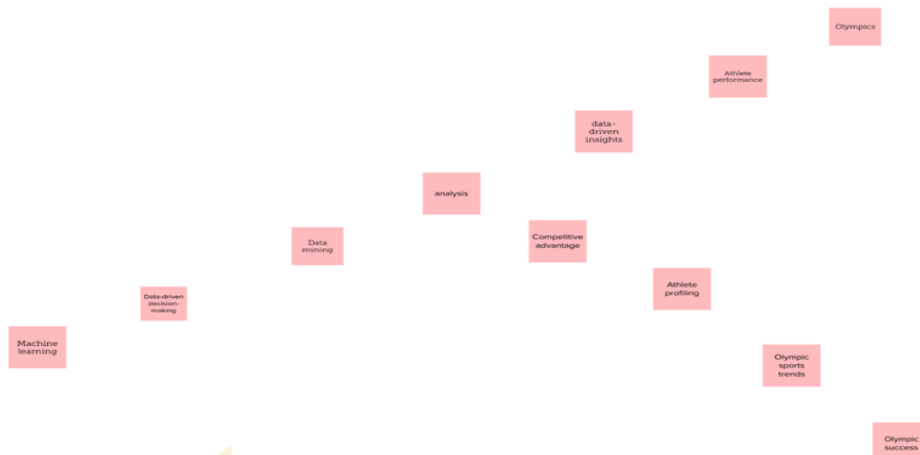 Olympics
Athlete
performance
data-
driven
insights
analysis
Competitive
advantage
Data
mining
Athlete
profiling
Data-driven
decision-
making
Machine
learning
Olympic
sports
trends
Olympic
success